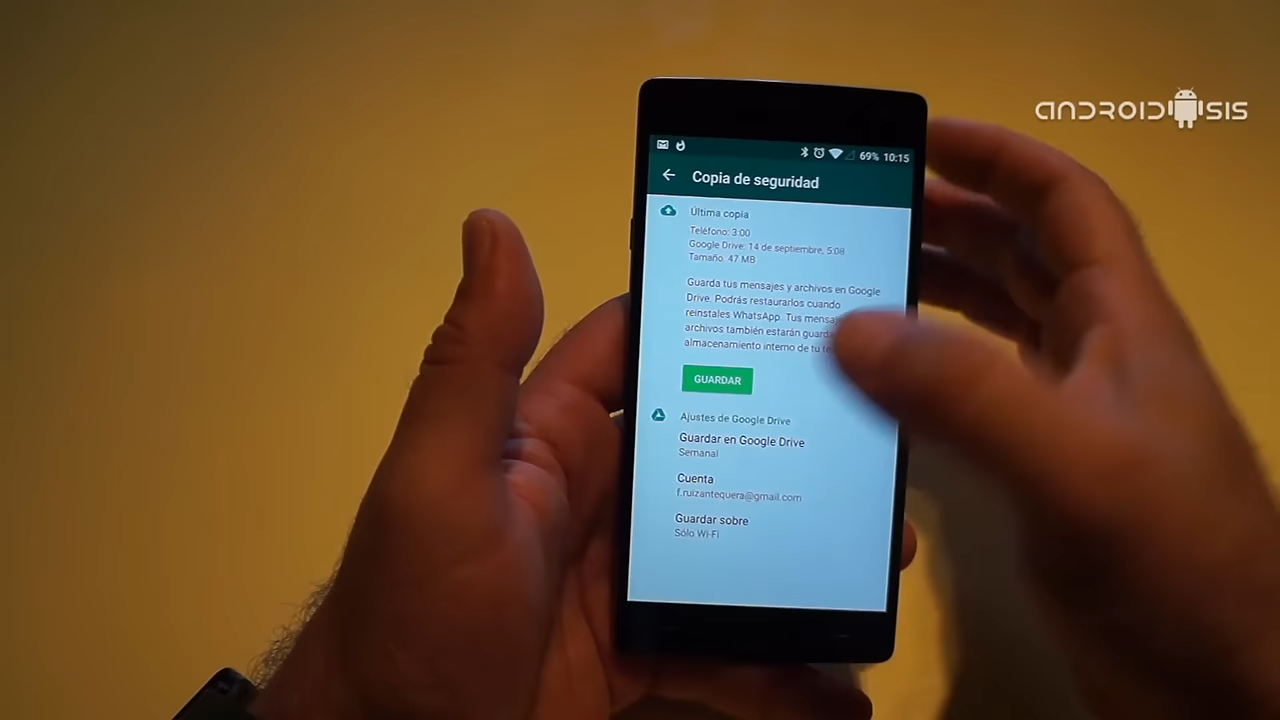 ANDROIDSIS
69% 10:15
Copia de seguridad
Última copia
Teléfono: 3:00
Google Drive: 14 de septiembre, 5:08
Tamaño: 47 MB
Guarda tus mensajes y archivos en Google
Drive. Podrás restaurarlos cuando
reinstales WhatsApp. Tus
archivos también estarán
almacenamiento interno de tu
GUARDAR
Ajustes de Google Drive
Guardar en Google Drive
Semanal
Cuenta
f.ruizantequera@gmail.com
Guardar sobre
Sólo Wi-Fi